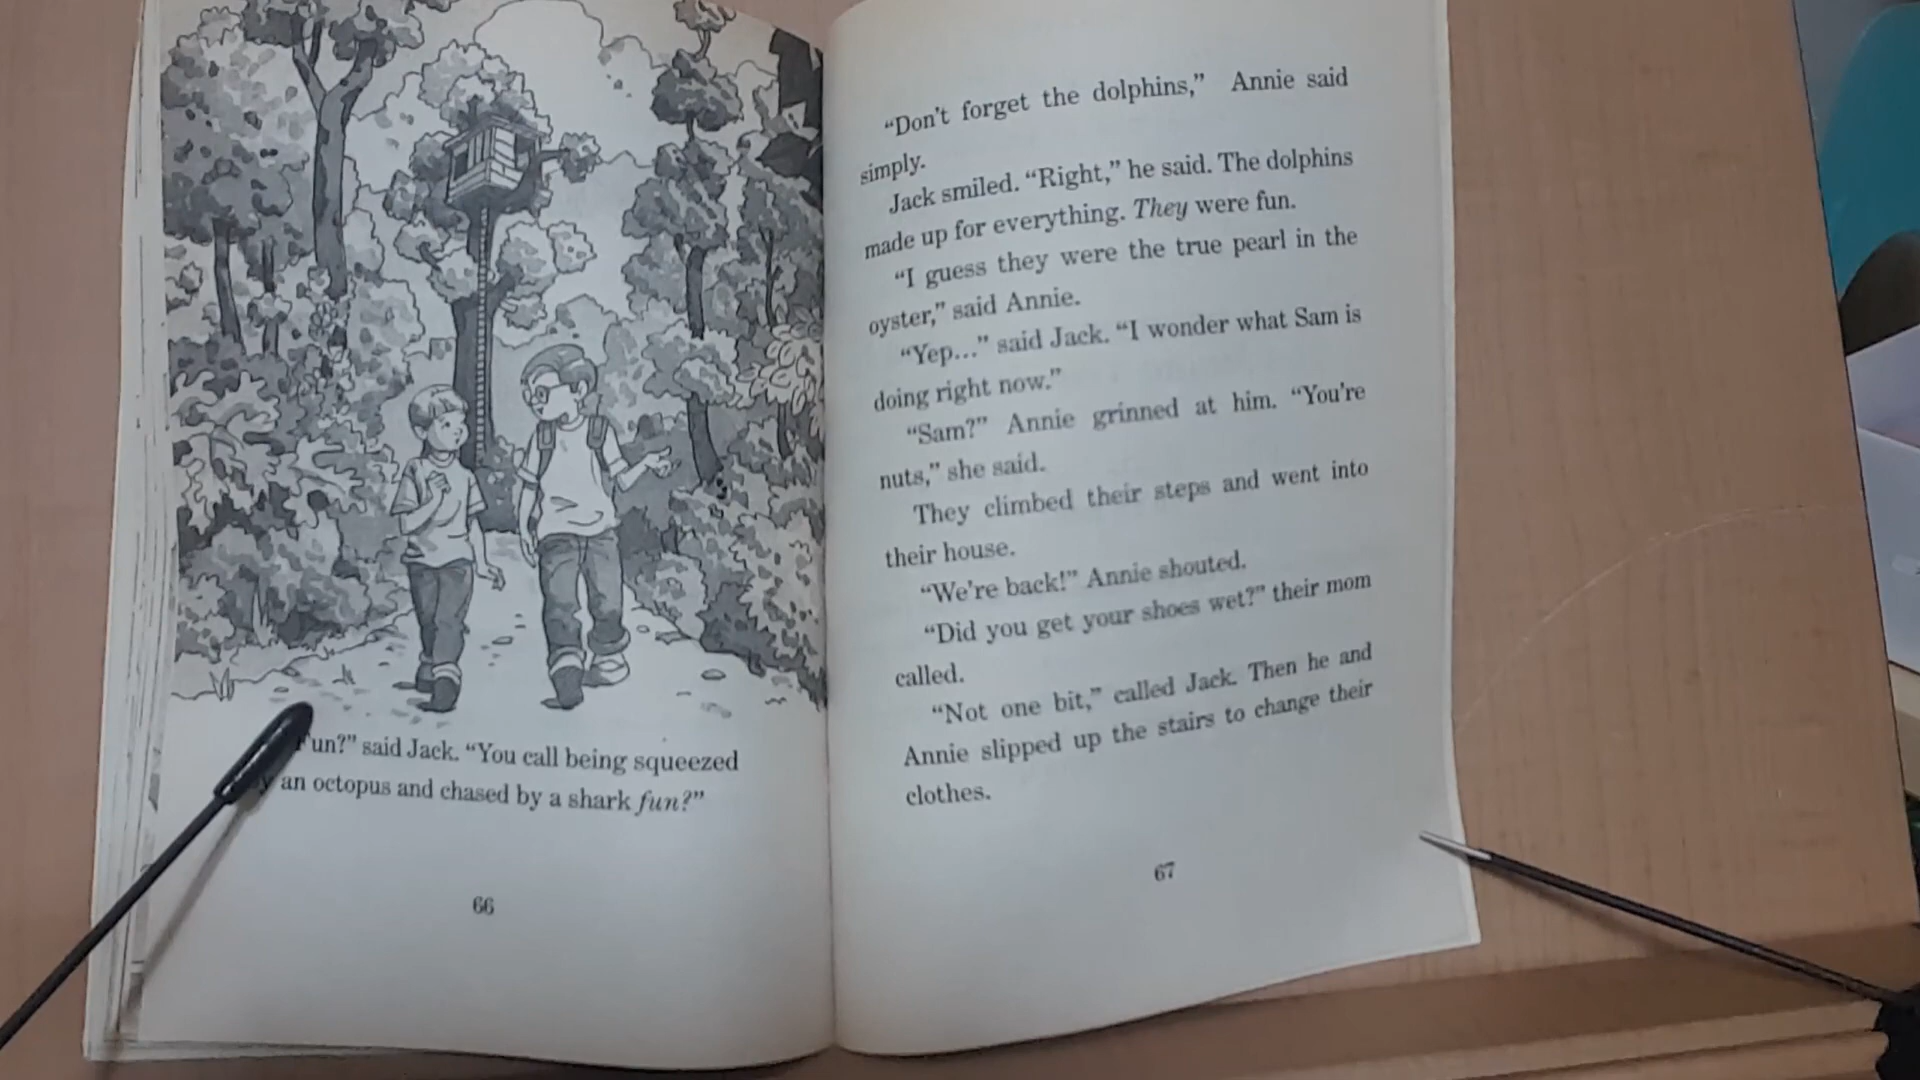 Fun?” said Jack. “You call being squeezed
an octopus and chased by a shark fun?”
66
“Don’t forget the dolphins,” Annie said
simply.
Jack smiled. “Right,” he said. The dolphins
made up for everything. They were fun.
“I guess they were the true pearl in the
oyster,” said Annie.
“Yep...” said Jack. “I wonder what Sam is
doing right now.”
“Sam?” Annie grinned at him. “You’re
nuts,” she said.
They climbed their steps and went into
their house.
“We’re back!” Annie shouted.
“Did you get your shoes wet?” their mom
called.
“Not one bit,” called Jack. Then he and
Annie slipped up the stairs to change their
clothes.
67